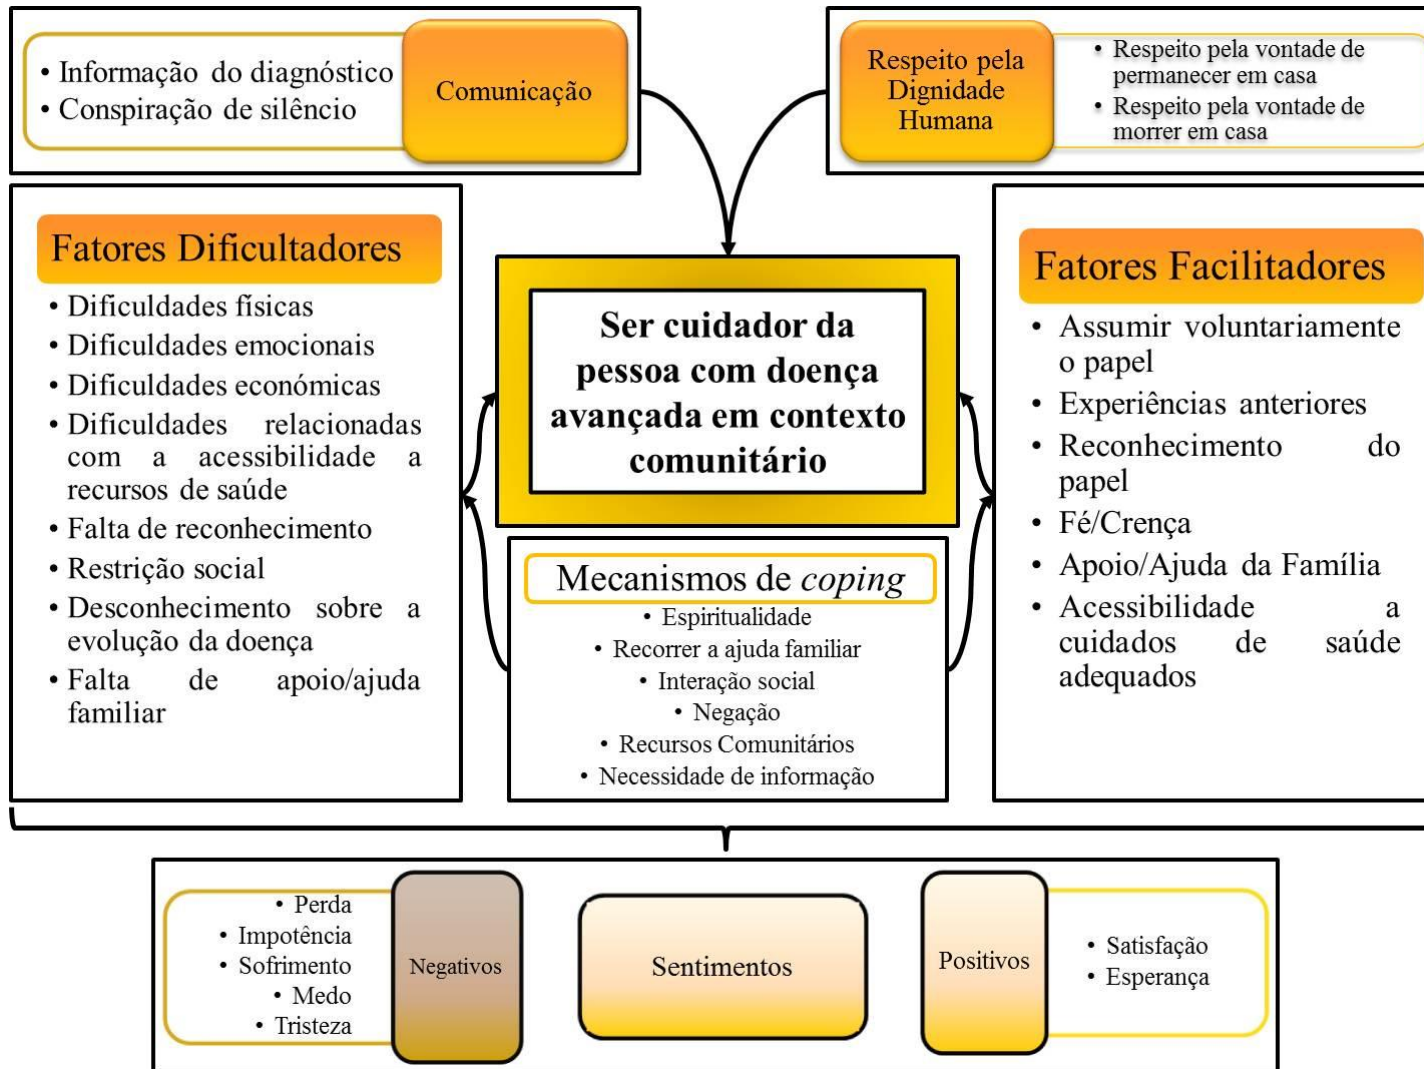 • Informação do diagnóstico
• Conspiração de silêncio
Comunicação
Respeito pela
Dignidade
Humana
• Respeito pela vontade de
permanecer em casa
• Respeito pela vontade de
morrer em casa
Fatores Dificultadores
• Dificuldades físicas
• Dificuldades emocionais
• Dificuldades económicas
• Dificuldades relacionadas
com a acessibilidade a
recursos de saúde
• Falta de reconhecimento
• Restrição social
• Desconhecimento sobre a
evolução da doença
• Falta de apoio/ajuda
familiar
Ser cuidador da
pessoa com doença
avançada em contexto
comunitário
Mecanismos de coping
• Espiritualidade
• Recorrer a ajuda familiar
• Interação social
• Negação
• Recursos Comunitários
• Necessidade de informação
Fatores Facilitadores
• Assumir voluntariamente
o papel
• Experiências anteriores
• Reconhecimento do
papel
• Fé/Crença
• Apoio/Ajuda da Família
• Acessibilidade a
cuidados de saúde
adequados
• Perda
• Impotência
• Sofrimento
• Medo
• Tristeza
Negativos
Sentimentos
Positivos
• Satisfação
• Esperança